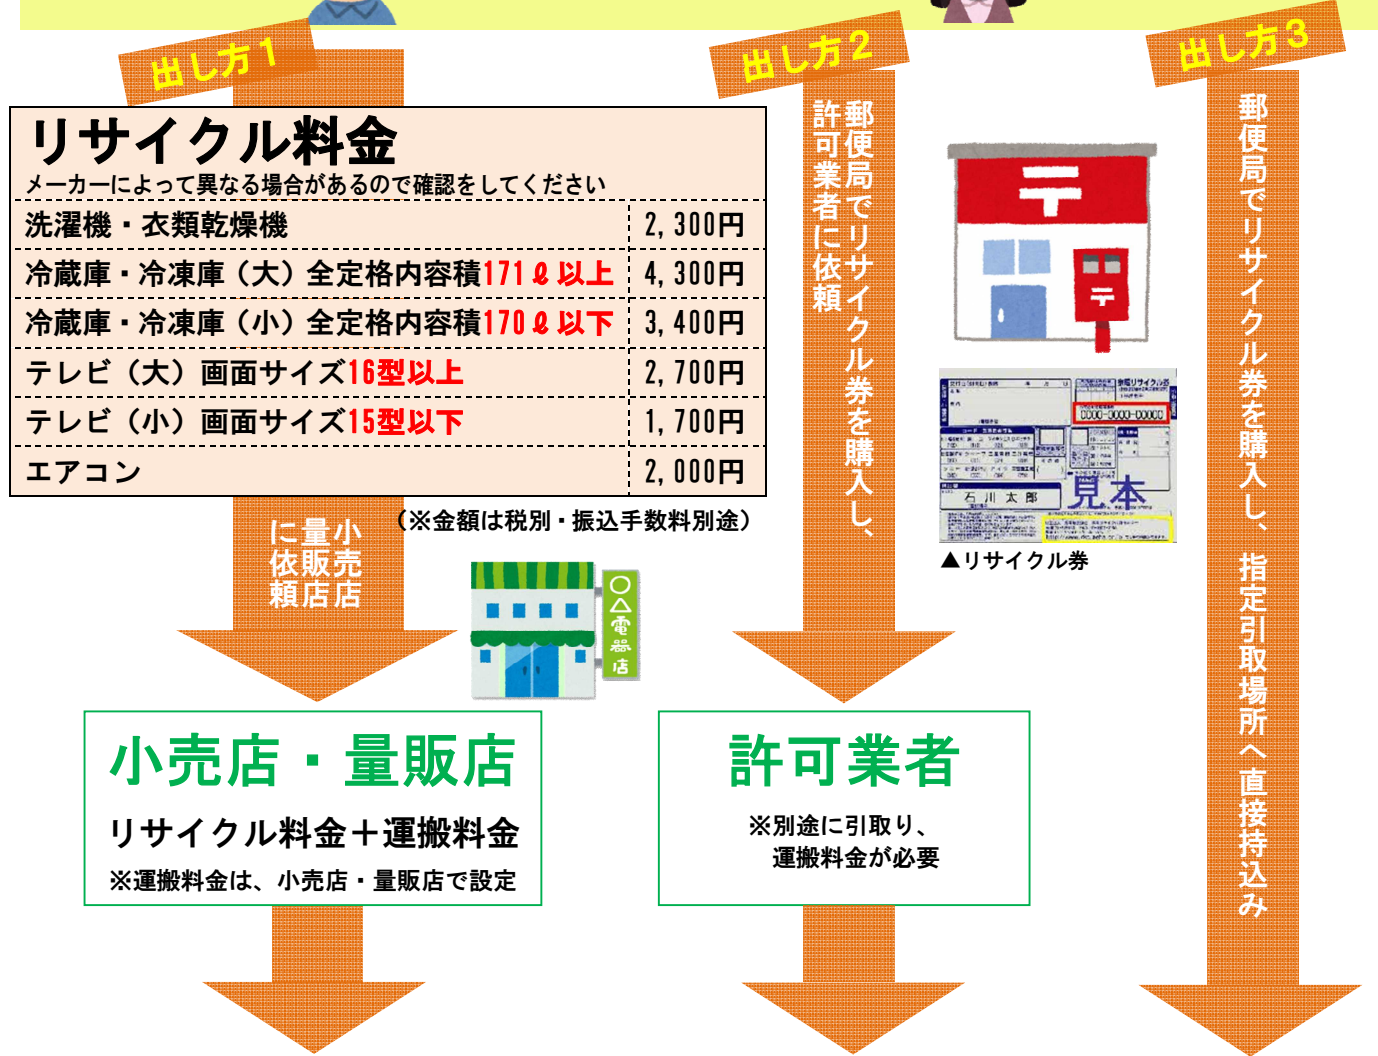 出し方1
出し方2
出し方3
リサイクル料金
メーカーによって異なる場合があるので確認をしてください
洗濯機・衣類乾燥機 2,300円
冷蔵庫・冷凍庫（大）全定格内容積171ℓ以上 4,300円
冷蔵庫・冷凍庫（小）全定格内容積170ℓ以下 3,400円
テレビ（大）画面サイズ16型以上 2,700円
テレビ（小）画面サイズ15型以下 1,700円
エアコン 2,000円
（※金額は税別・振込手数料別途）
小売店
量販店
に依頼
〇△電器店
小売店・量販店
リサイクル料金＋運搬料金
※運搬料金は、小売店・量販店で設定
郵便局でリサイクル券を購入し、
許可業者に依頼
〒
〒
0000-0000-00000
石川太郎
見本
▲リサイクル券
許可業者
※別途に引取り、
運搬料金が必要
郵便局でリサイクル券を購入し、指定引取場所へ直接持込み